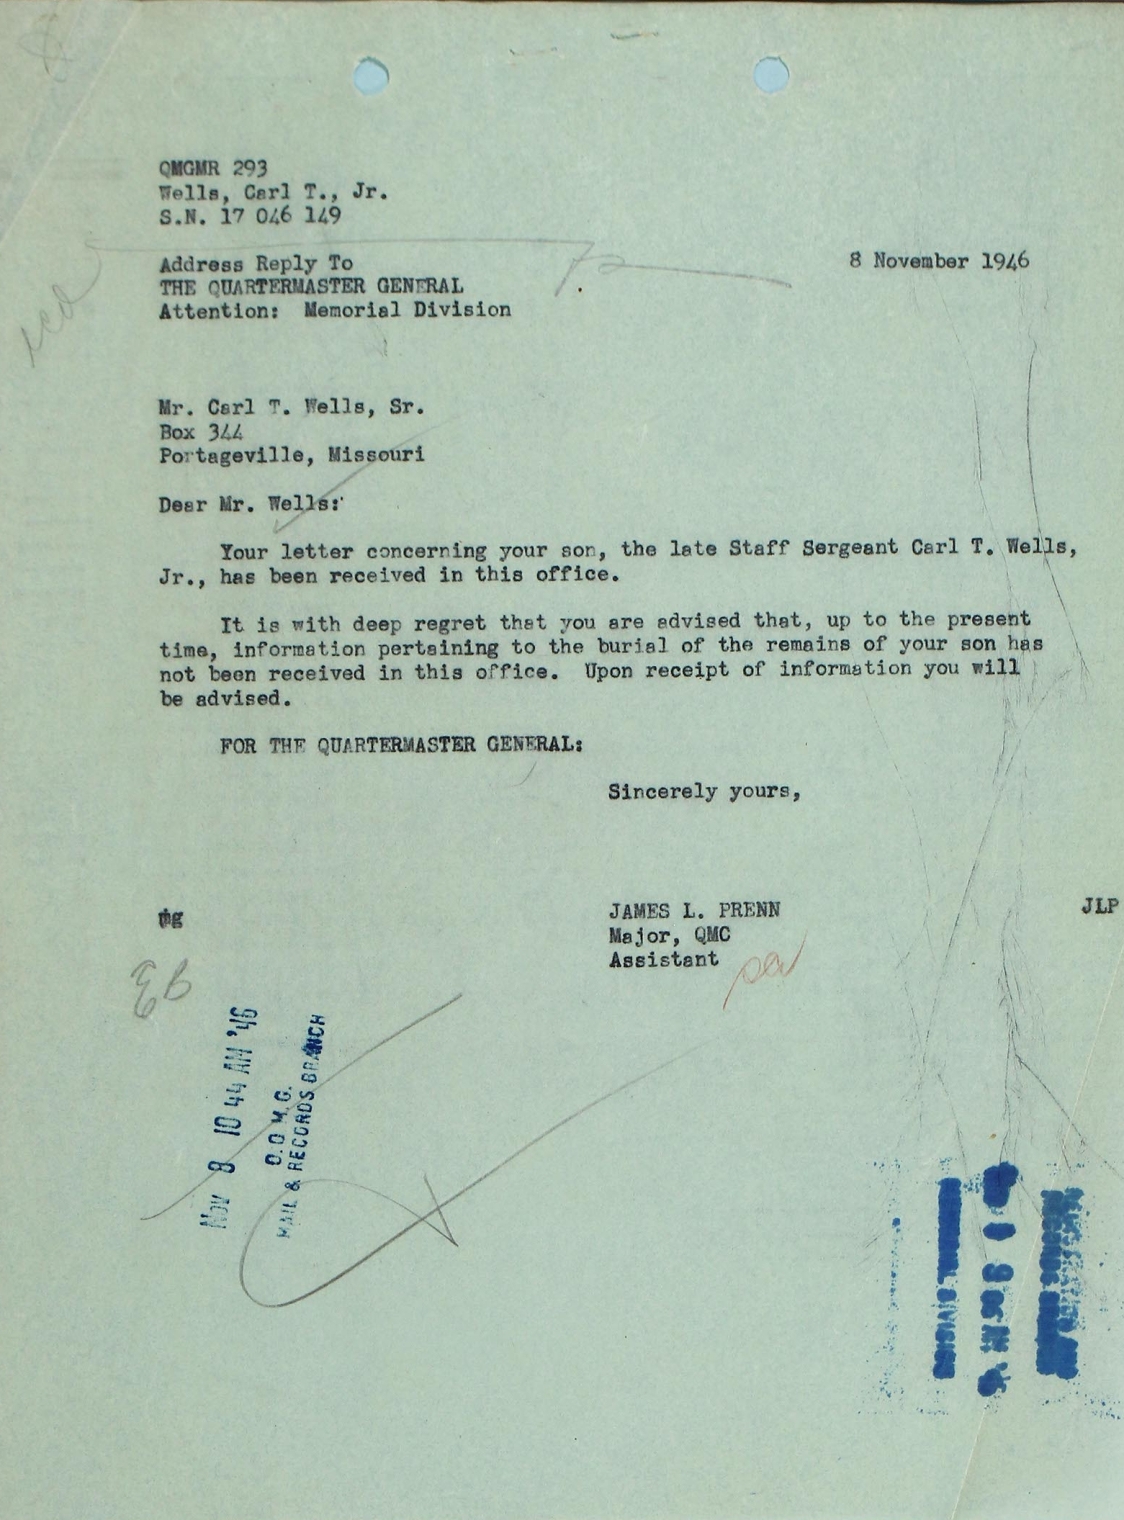 QMGMR 293
Wells, Carl T., Jr.
S.N. 17 046 149
Address Reply To
THE QUARTERMASTER GENERAL
Attention: Memorial Division
8 November 1946
Mr. Carl T. Wells, Sr.
Box 344
Portageville, Missouri
Dear Mr. Wells:
Your letter concerning your son, the late Staff Sergeant Carl T. Wells,
Jr., has been received in this office.
It is with deep regret that you are advised that, up to the present
time, information pertaining to the burial of the remains of your son has
not been received in this office. Upon receipt of information you will
be advised.
FOR THE QUARTERMASTER GENERAL:
Sincerely yours,
JAMES L. PRENN
Major, QMC
Assistant
JLP
EB
NOV 8 10 44 AM '46
O.Q.M.G.
MAIL & RECORDS BRANCH
MEMORIAL DIVISION